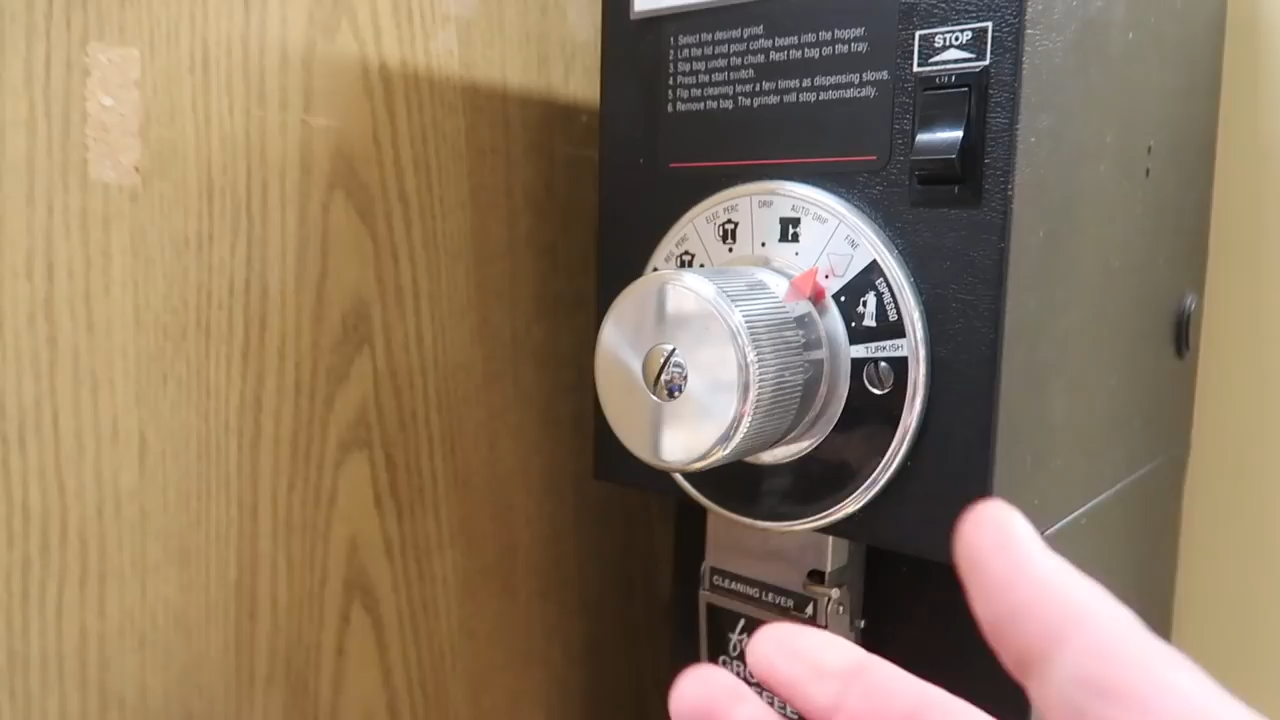 1. Select the desired grind.
2. Lift the lid and pour coffee beans into the hopper.
3. Slip bag under the chute. Rest the bag on the tray.
4. Press the start switch.
5. Flip the cleaning lever a few times as dispensing slows.
6. Remove the bag. The grinder will stop automatically.
STOP
OFF
REG PERC
ELEC PERC
DRIP
AUTO-DRIP
FINE
ESPRESSO
TURKISH
CLEANING LEVER